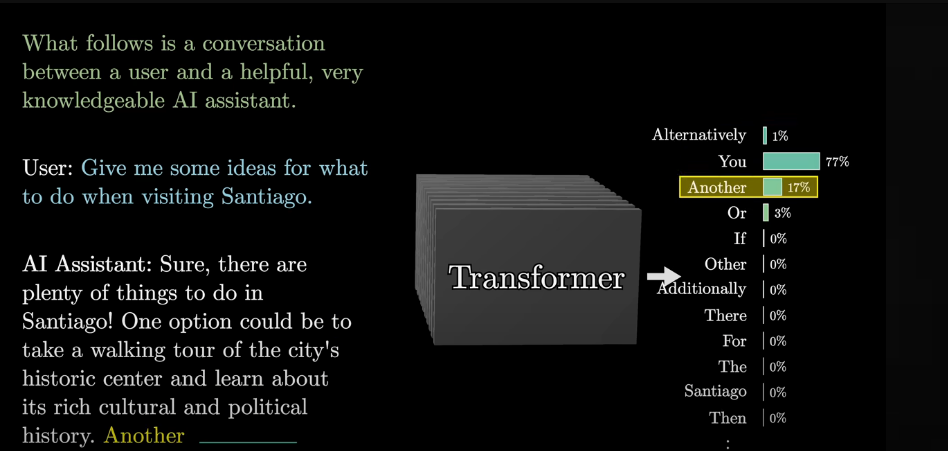 What follows is a conversation
between a user and a helpful, very
knowledgeable AI assistant.
User: Give me some ideas for what
to do when visiting Santiago.
AI Assistant: Sure, there are
plenty of things to do in
Santiago! One option could be to
take a walking tour of the city's
historic center and learn about
its rich cultural and political
history. Another
Transformer
Alternatively 1%
You 77%
Another 17%
Or 3%
If 0%
Other 0%
Additionally 0%
There 0%
For 0%
The 0%
Santiago 0%
Then 0%
⋮